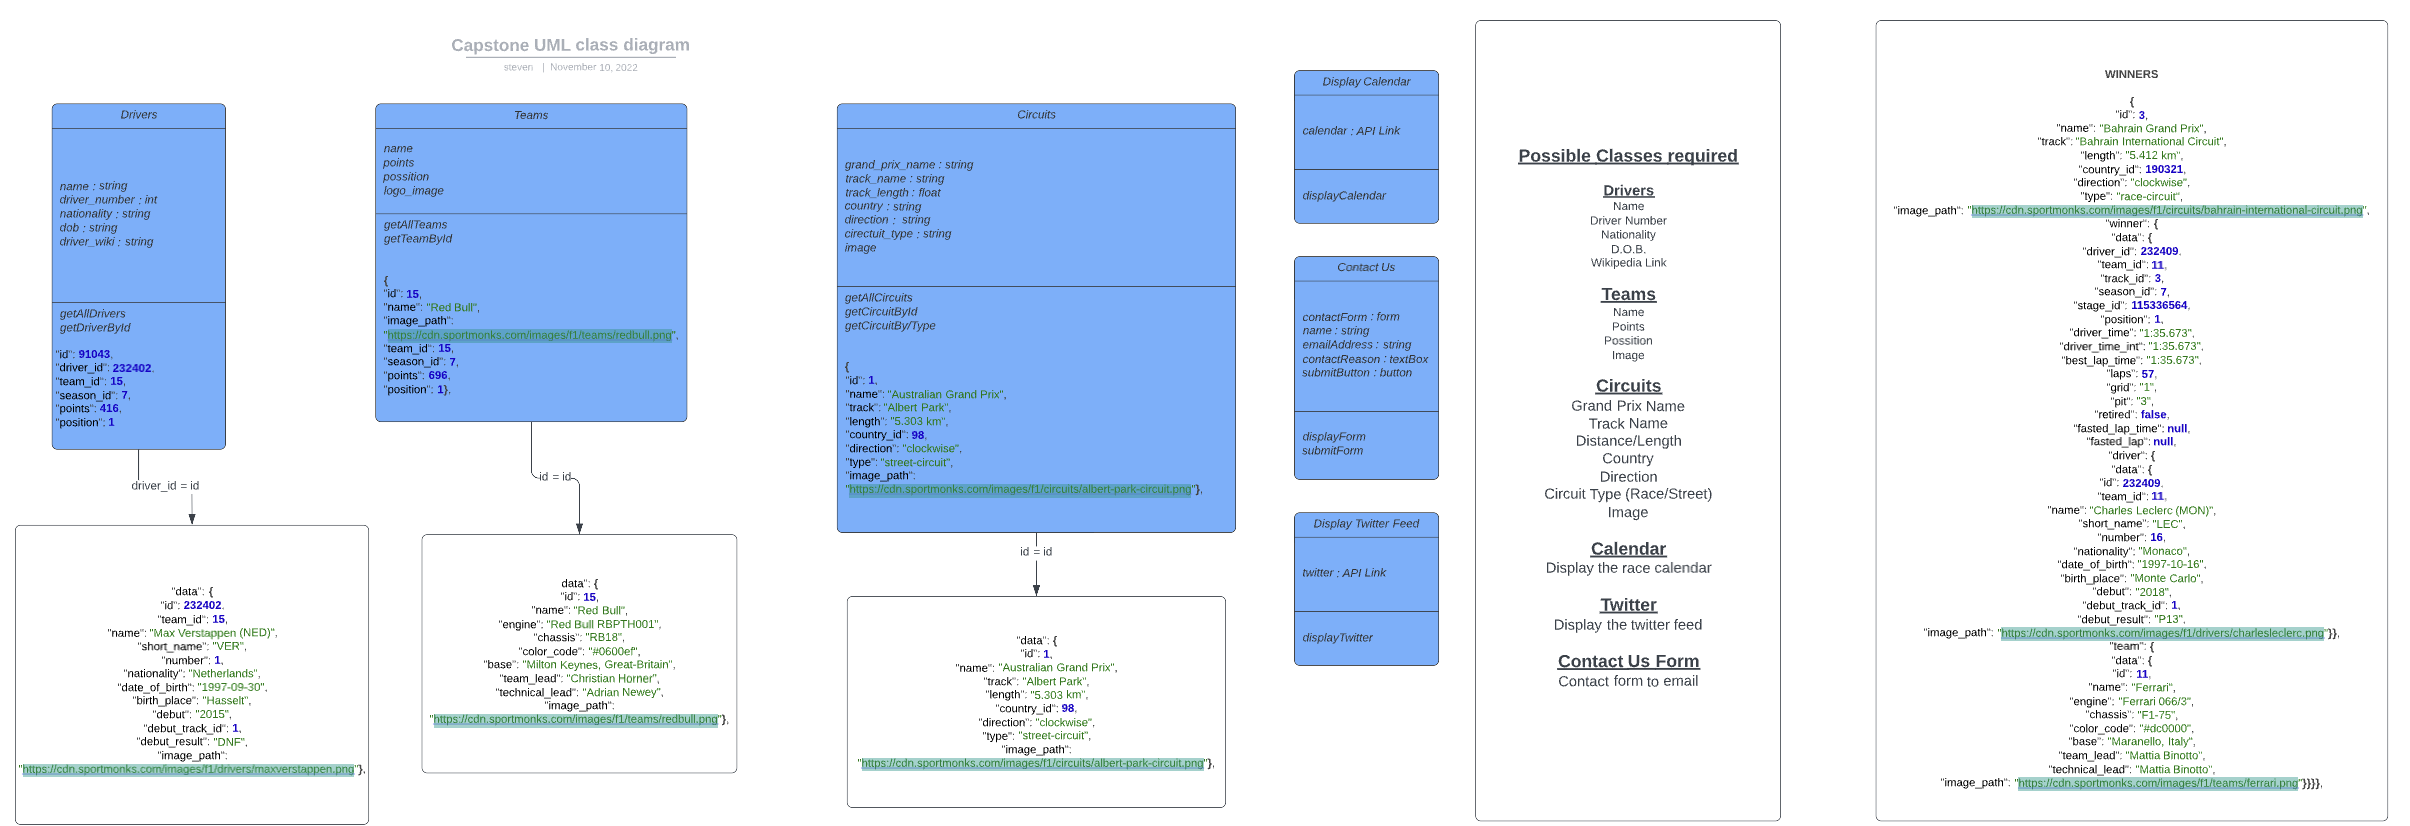 Capstone UML class diagram
steven | November 10, 2022
Drivers
name : string
driver_number : int
nationality : string
dob : string
driver_wiki : string
getAllDrivers
getDriverById
"id": 91043,
"driver_id": 232402,
"team_id": 15,
"season_id": 7,
"points": 416,
"position": 1
driver_id = id
"data": {
"id": 232402,
"team_id": 15,
"name": "Max Verstappen (NED)",
"short_name": "VER",
"number": 1,
"nationality": "Netherlands",
"date_of_birth": "1997-09-30",
"birth_place": "Hasselt",
"debut": "2015",
"debut_track_id": 1,
"debut_result": "DNF",
"image_path":
"https://cdn.sportmonks.com/images/f1/drivers/maxverstappen.png"},
Teams
name
points
possition
logo_image
getAllTeams
getTeamById
{
"id": 15,
"name": "Red Bull",
"image_path":
"https://cdn.sportmonks.com/images/f1/teams/redbull.png",
"team_id": 15,
"season_id": 7,
"points": 696,
"position": 1},
id = id
data": {
"id": 15,
"name": "Red Bull",
"engine": "Red Bull RBPTH001",
"chassis": "RB18",
"color_code": "#0600ef",
"base": "Milton Keynes, Great-Britain",
"team_lead": "Christian Horner",
"technical_lead": "Adrian Newey",
"image_path":
"https://cdn.sportmonks.com/images/f1/teams/redbull.png"},
Circuits
grand_prix_name : string
track_name : string
track_length : float
country : string
direction : string
cirectuit_type : string
image
getAllCircuits
getCircuitById
getCircuitBy/Type
{
"id": 1,
"name": "Australian Grand Prix",
"track": "Albert Park",
"length": "5.303 km",
"country_id": 98,
"direction": "clockwise",
"type": "street-circuit",
"image_path":
"https://cdn.sportmonks.com/images/f1/circuits/albert-park-circuit.png"},
id = id
"data": {
"id": 1,
"name": "Australian Grand Prix",
"track": "Albert Park",
"length": "5.303 km",
"country_id": 98,
"direction": "clockwise",
"type": "street-circuit",
"image_path":
"https://cdn.sportmonks.com/images/f1/circuits/albert-park-circuit.png"},
Display Calendar
calendar : API Link
displayCalendar
Contact Us
contactForm : form
name : string
emailAddress : string
contactReason : textBox
submitButton : button
displayForm
submitForm
Display Twitter Feed
twitter : API Link
displayTwitter
Possible Classes required
Drivers
Name
Driver Number
Nationality
D.O.B.
Wikipedia Link
Teams
Name
Points
Possition
Image
Circuits
Grand Prix Name
Track Name
Distance/Length
Country
Direction
Circuit Type (Race/Street)
Image
Calendar
Display the race calendar
Twitter
Display the twitter feed
Contact Us Form
Contact form to email
WINNERS
{
"id": 3,
"name": "Bahrain Grand Prix",
"track": "Bahrain International Circuit",
"length": "5.412 km",
"country_id": 190321,
"direction": "clockwise",
"type": "race-circuit",
"image_path": "https://cdn.sportmonks.com/images/f1/circuits/bahrain-international-circuit.png",
"winner": {
"data": {
"driver_id": 232409,
"team_id": 11,
"track_id": 3,
"season_id": 7,
"stage_id": 115336564,
"position": 1,
"driver_time": "1:35.673",
"driver_time_int": "1:35.673",
"best_lap_time": "1:35.673",
"laps": 57,
"grid": "1",
"pit": "3",
"retired": false,
"fasted_lap_time": null,
"fasted_lap": null,
"driver": {
"data": {
"id": 232409,
"team_id": 11,
"name": "Charles Leclerc (MON)",
"short_name": "LEC",
"number": 16,
"nationality": "Monaco",
"date_of_birth": "1997-10-16",
"birth_place": "Monte Carlo",
"debut": "2018",
"debut_track_id": 1,
"debut_result": "P13",
"image_path": "https://cdn.sportmonks.com/images/f1/drivers/charlesleclerc.png"}},
"team": {
"data": {
"id": 11,
"name": "Ferrari",
"engine": "Ferrari 066/3",
"chassis": "F1-75",
"color_code": "#dc0000",
"base": "Maranello, Italy",
"team_lead": "Mattia Binotto",
"technical_lead": "Mattia Binotto",
"image_path": "https://cdn.sportmonks.com/images/f1/teams/ferrari.png"}}}},